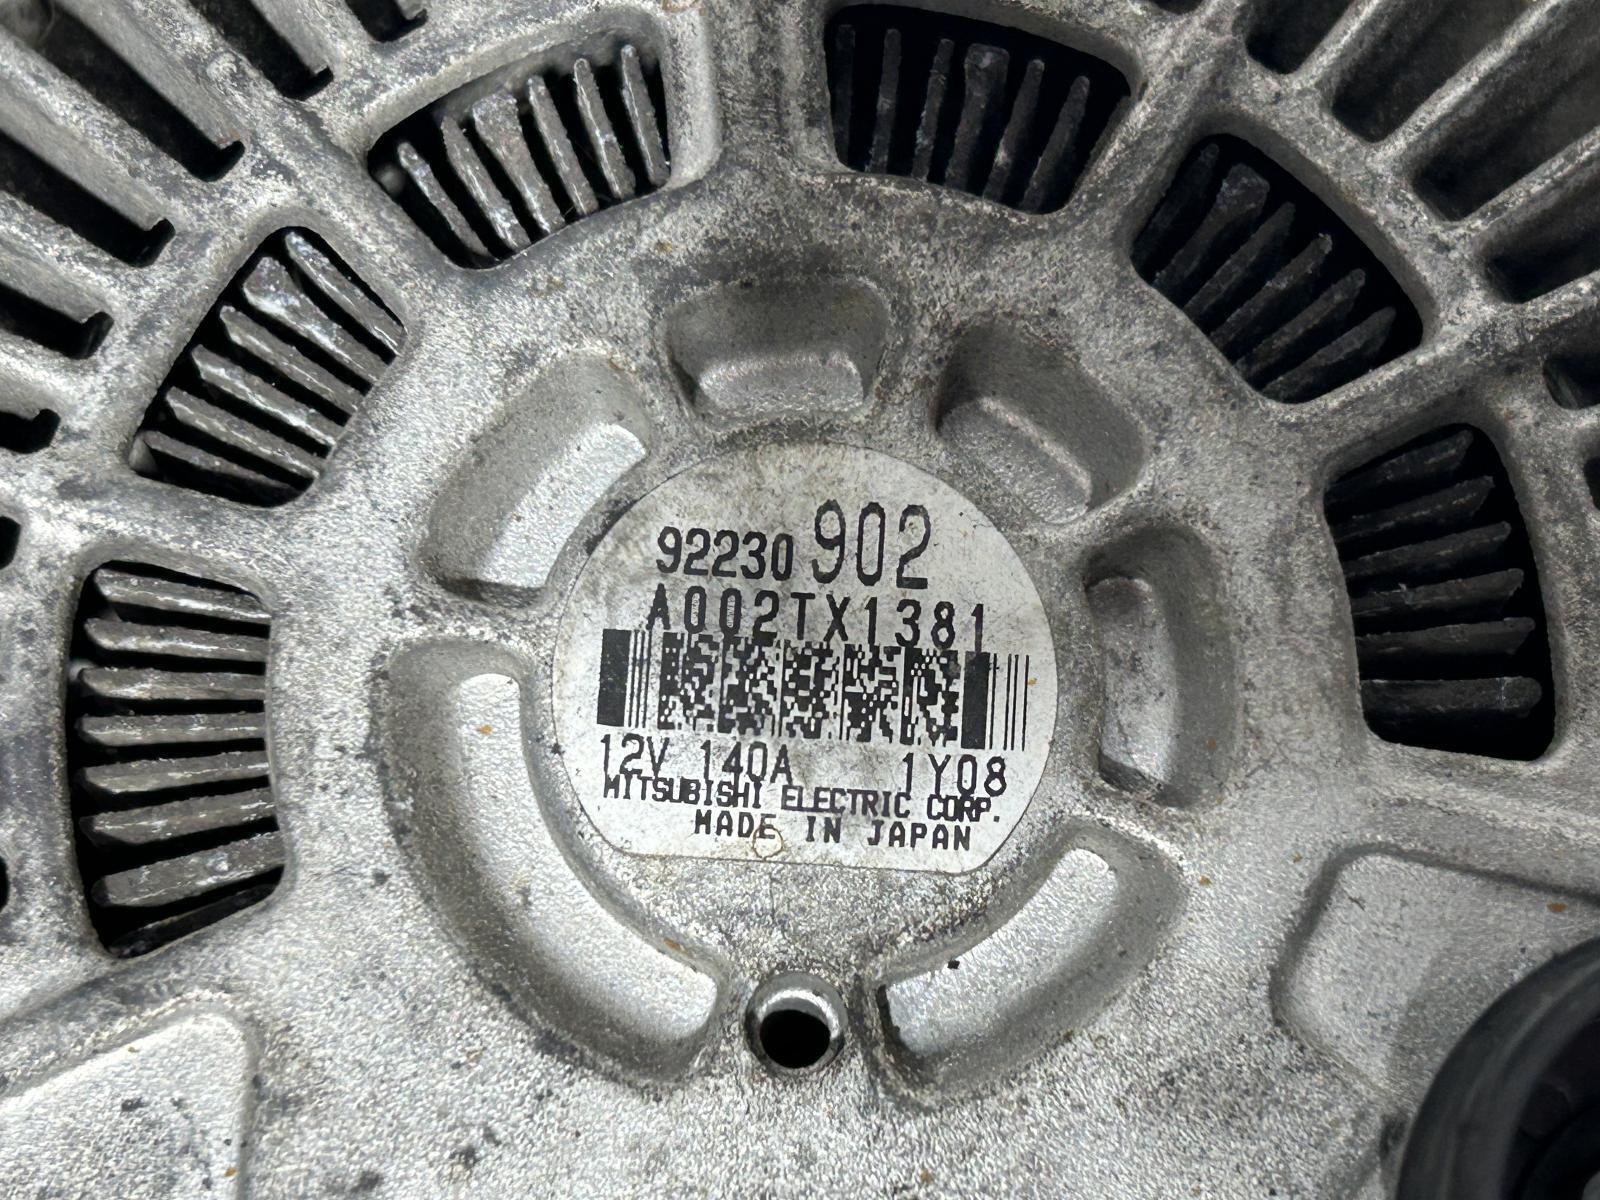 92230 902
A002TX1381
12V 140A 1Y08
MITSUBISHI ELECTRIC CORP.
MADE IN JAPAN